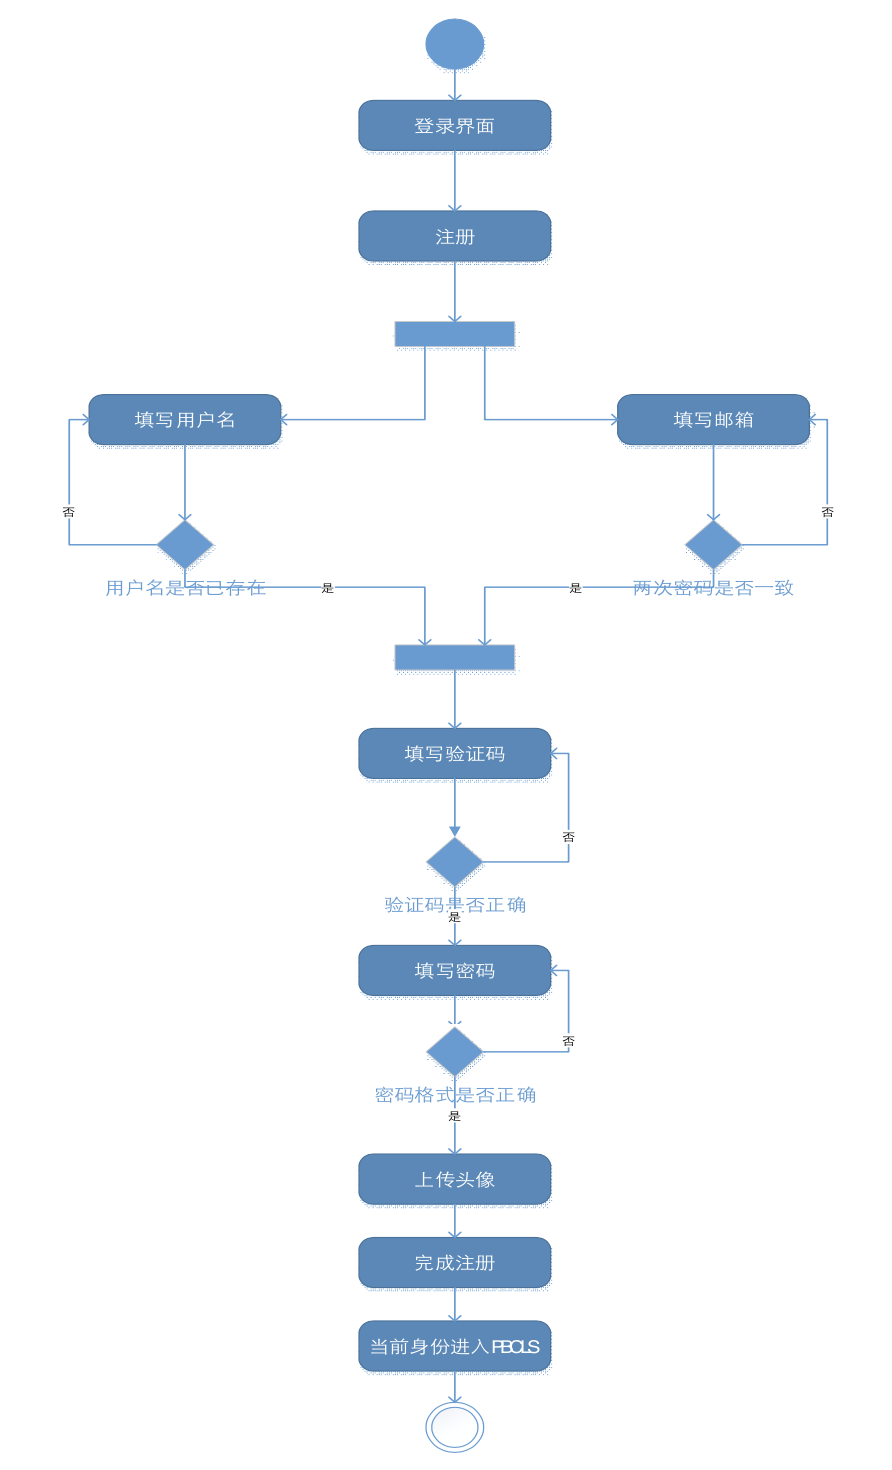 登录界面
注册
填写用户名
填写邮箱
否
否
用户名是否已存在
是
是
两次密码是否一致
填写验证码
否
验证码是否正确
是
填写密码
否
密码格式是否正确
是
上传头像
完成注册
当前身份进入PBOLS